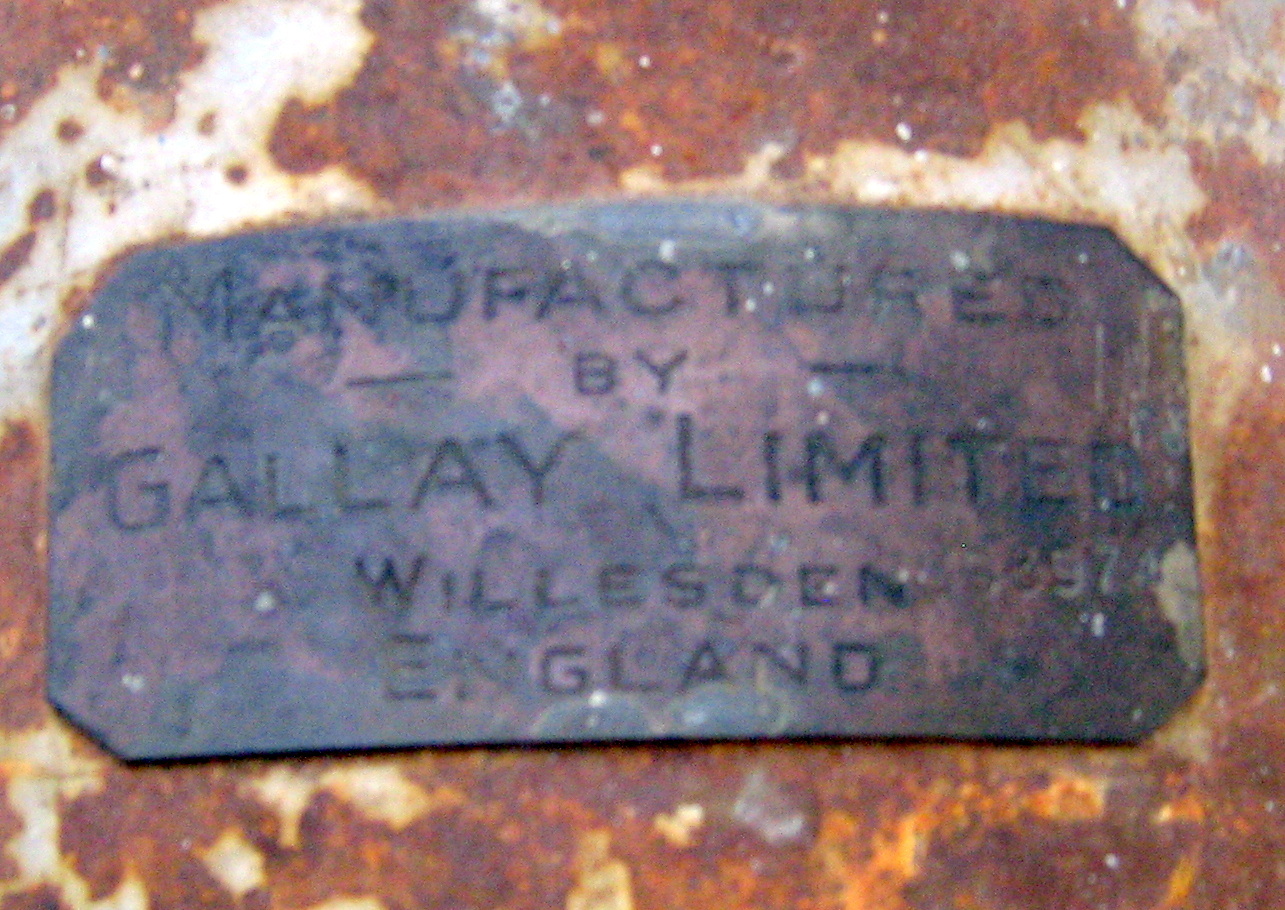 MANUFACTURED
— BY —
GALLAY LIMITED
WILLESDEN
ENGLAND